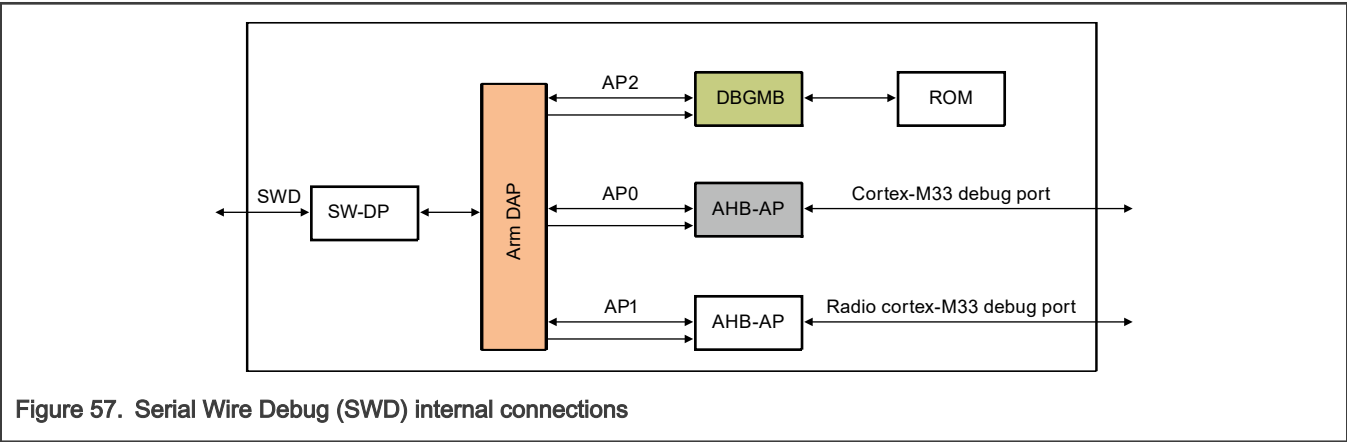 AP2
DBGMB
ROM
SWD
SW-DP
Arm DAP
AP0
AHB-AP
Cortex-M33 debug port
AP1
AHB-AP
Radio cortex-M33 debug port
Figure 57. Serial Wire Debug (SWD) internal connections